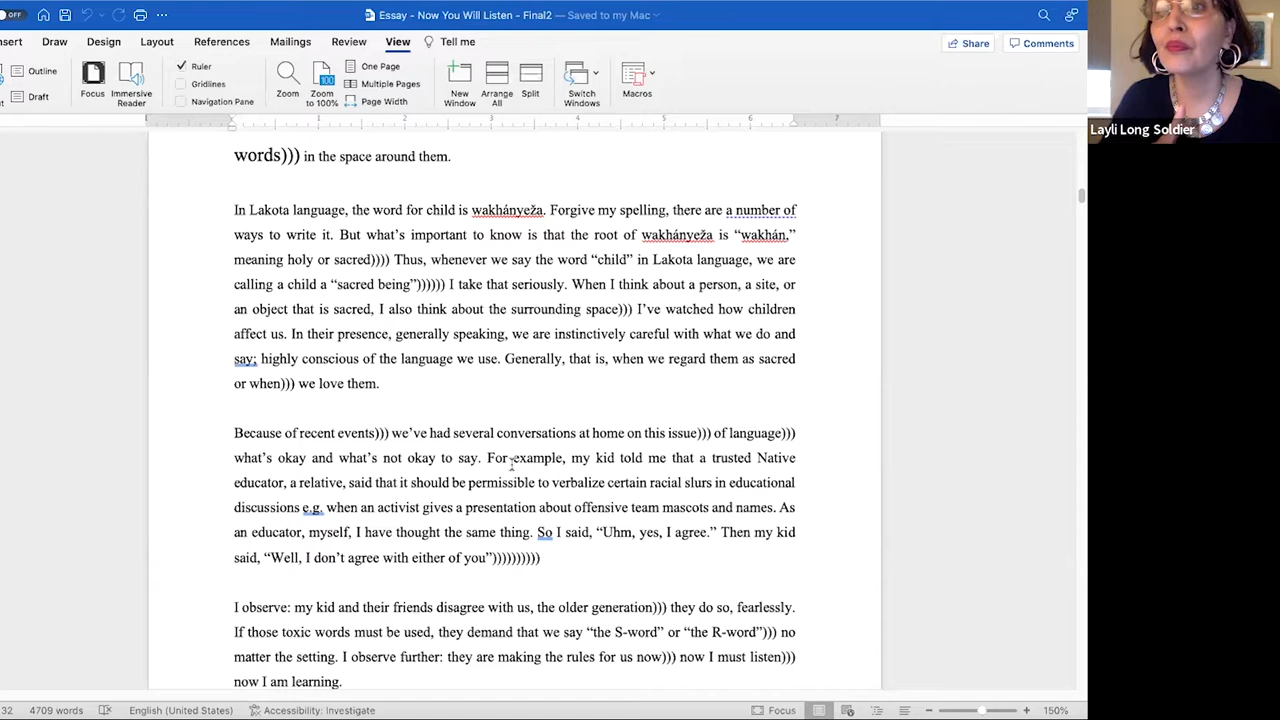 OFF
Essay - Now You Will Listen - Final2 — Saved to my Mac
nsert Draw Design Layout References Mailings Review View Tell me
Share Comments
Outline
Draft
Focus
Immersive Reader
Ruler
Gridlines
Navigation Pane
Zoom
Zoom to 100%
One Page
Multiple Pages
Page Width
New Window
Arrange All
Split
Switch Windows
Macros
Layli Long Soldier
1 2 3 4 5 6 7
words))) in the space around them.
In Lakota language, the word for child is wakhányeža. Forgive my spelling, there are a number of
ways to write it. But what’s important to know is that the root of wakhányeža is “wakhán,”
meaning holy or sacred)))) Thus, whenever we say the word “child” in Lakota language, we are
calling a child a “sacred being”)))))) I take that seriously. When I think about a person, a site, or
an object that is sacred, I also think about the surrounding space))) I’ve watched how children
affect us. In their presence, generally speaking, we are instinctively careful with what we do and
say; highly conscious of the language we use. Generally, that is, when we regard them as sacred
or when))) we love them.
Because of recent events))) we’ve had several conversations at home on this issue))) of language)))
what’s okay and what’s not okay to say. For example, my kid told me that a trusted Native
educator, a relative, said that it should be permissible to verbalize certain racial slurs in educational
discussions e.g. when an activist gives a presentation about offensive team mascots and names. As
an educator, myself, I have thought the same thing. So I said, “Uhm, yes, I agree.” Then my kid
said, “Well, I don’t agree with either of you”))))))))))
I observe: my kid and their friends disagree with us, the older generation))) they do so, fearlessly.
If those toxic words must be used, they demand that we say “the S-word” or “the R-word”))) no
matter the setting. I observe further: they are making the rules for us now))) now I must listen)))
now I am learning.
32 4709 words English (United States) Accessibility: Investigate Focus 150%